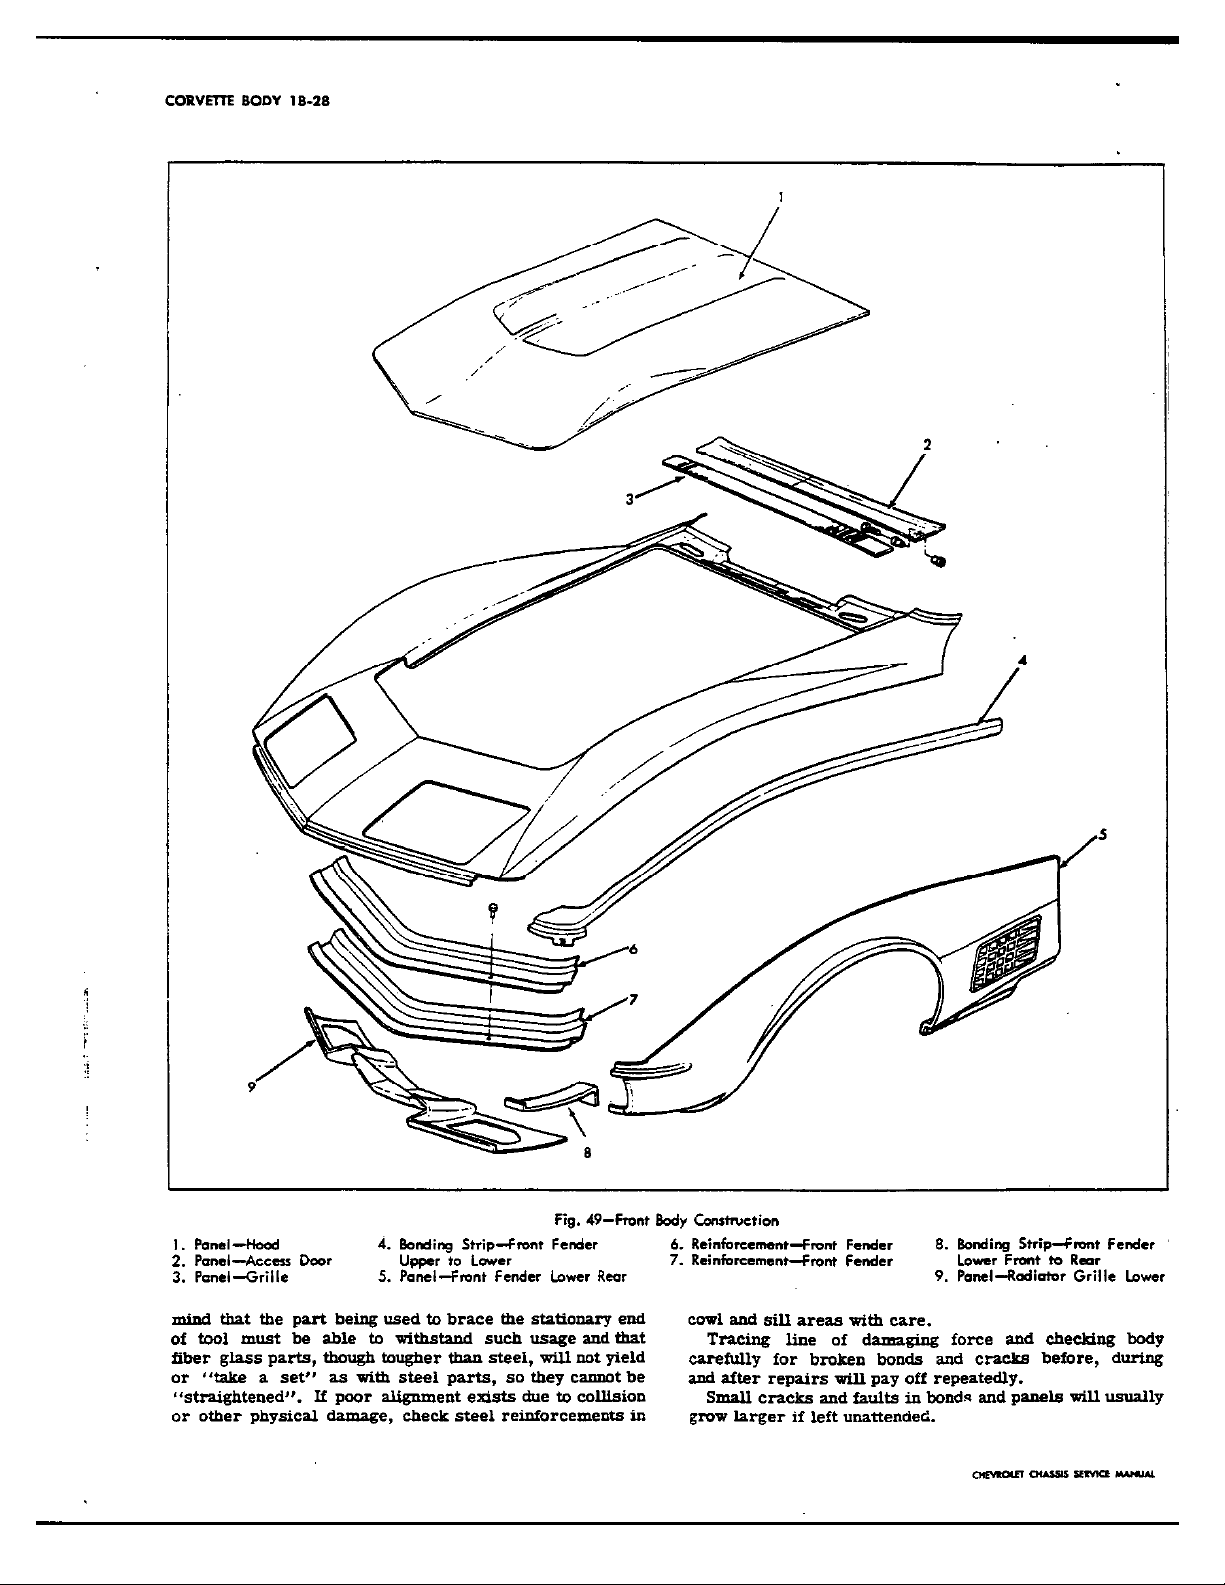 CORVETTE BODY 1B-28
1
2
3
4
5
6
7
9
8
Fig. 49—Front Body Construction
1. Panel—Hood
2. Panel—Access Door
3. Panel—Grille
4. Bonding Strip—Front Fender
Upper to Lower
5. Panel—Front Fender Lower Rear
6. Reinforcement—Front Fender
7. Reinforcement—Front Fender
8. Bonding Strip—Front Fender
Lower Front to Rear
9. Panel—Radiator Grille Lower
mind that the part being used to brace the stationary end
of tool must be able to withstand such usage and that
fiber glass parts, though tougher than steel, will not yield
or "take a set" as with steel parts, so they cannot be
"straightened". If poor alignment exists due to collision
or other physical damage, check steel reinforcements in
cowl and sill areas with care.
Tracing line of damaging force and checking body
carefully for broken bonds and cracks before, during
and after repairs will pay off repeatedly.
Small cracks and faults in bonds and panels will usually
grow larger if left unattended.
CHEVROLET CHASSIS SERVICE MANUAL